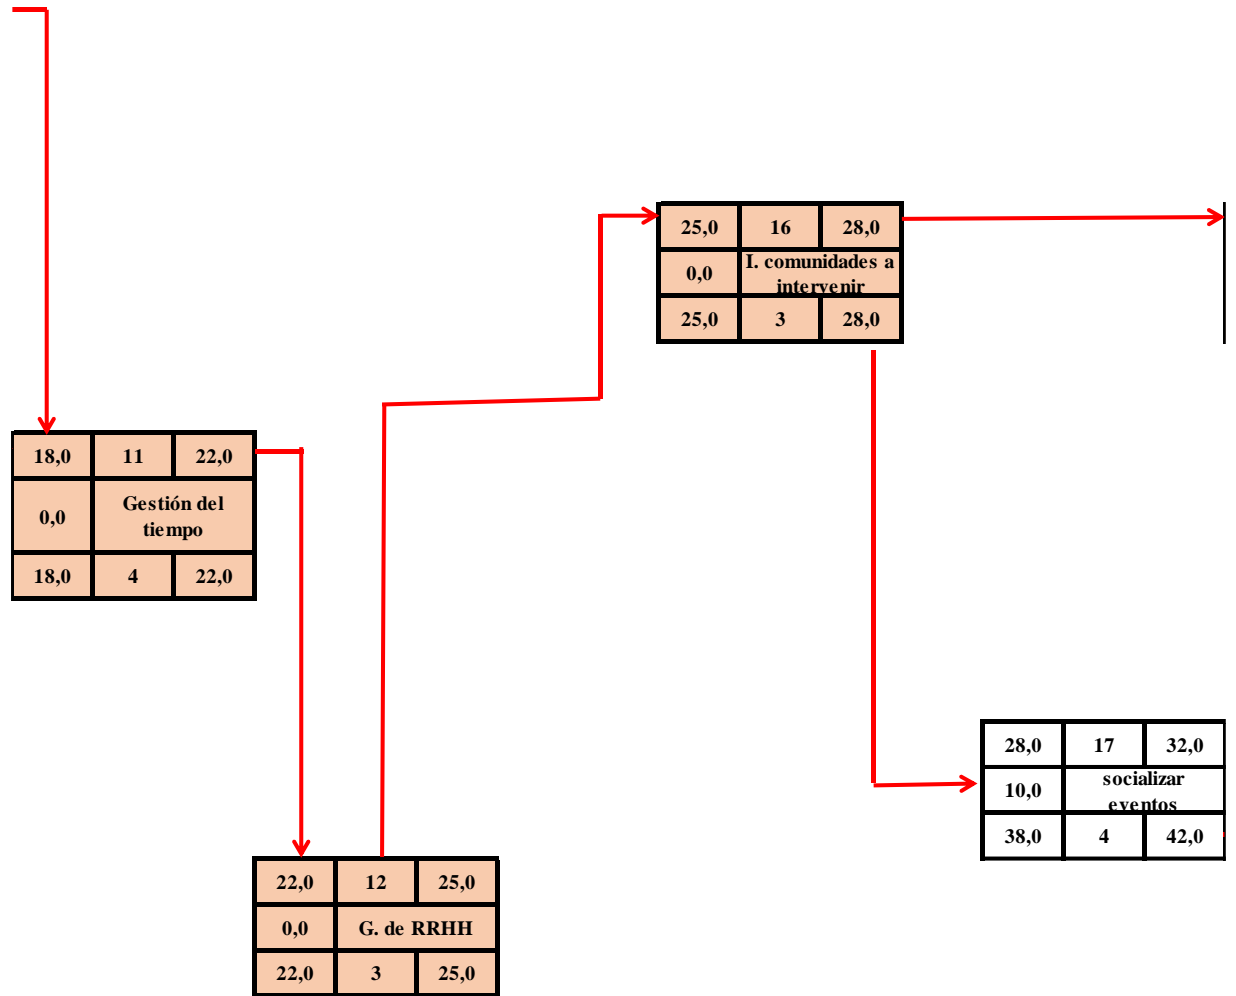 25,0 16 28,0
0,0 I. comunidades a
intervenir
25,0 3 28,0
18,0 11 22,0
0,0 Gestión del
tiempo
18,0 4 22,0
28,0 17 32,0
10,0 socializar
eventos
38,0 4 42,0
22,0 12 25,0
0,0 G. de RRHH
22,0 3 25,0